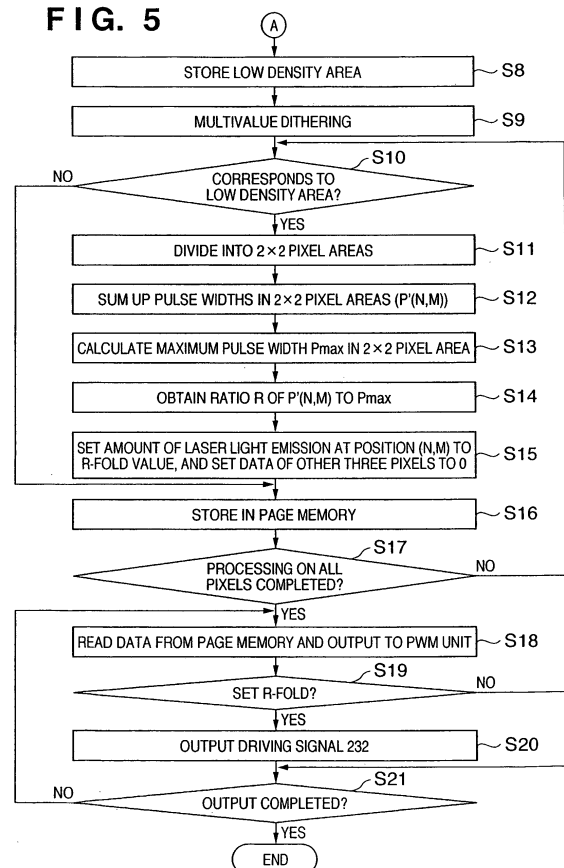 FIG. 5
A
STORE LOW DENSITY AREA
S8
MULTIVALUE DITHERING
S9
S10
NO
CORRESPONDS TO
LOW DENSITY AREA?
YES
DIVIDE INTO 2×2 PIXEL AREAS
S11
SUM UP PULSE WIDTHS IN 2×2 PIXEL AREAS (P'(N,M))
S12
CALCULATE MAXIMUM PULSE WIDTH Pmax IN 2×2 PIXEL AREA
S13
OBTAIN RATIO R OF P'(N,M) TO Pmax
S14
SET AMOUNT OF LASER LIGHT EMISSION AT POSITION (N,M) TO
R-FOLD VALUE, AND SET DATA OF OTHER THREE PIXELS TO 0
S15
STORE IN PAGE MEMORY
S16
S17
PROCESSING ON ALL
PIXELS COMPLETED?
NO
YES
READ DATA FROM PAGE MEMORY AND OUTPUT TO PWM UNIT
S18
S19
SET R-FOLD?
NO
YES
OUTPUT DRIVING SIGNAL 232
S20
S21
NO
OUTPUT COMPLETED?
YES
END